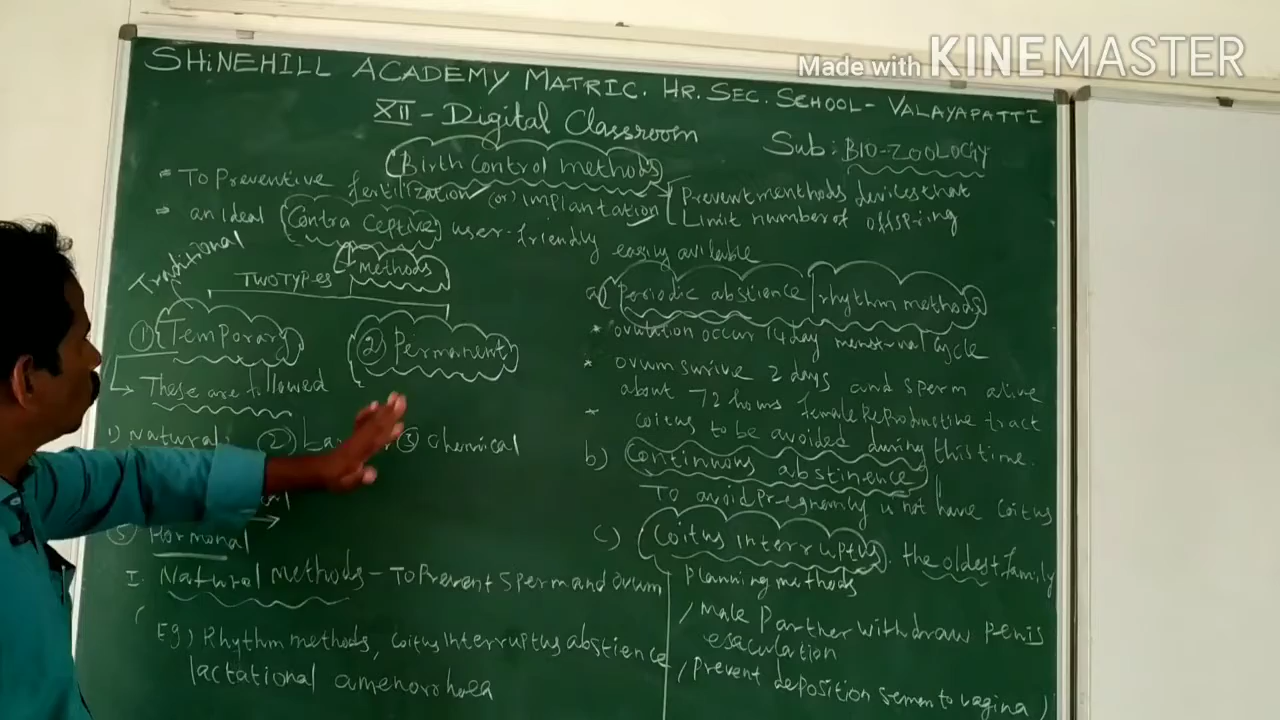 Made with KINEMASTER
SHiNEHILL ACADEMY MATRIC. HR. SEC. SCHOOL - VALAYAPATTI
XII - Digital Classroom
Sub: BIO-ZOOLOGY
Birth Control methods
* To Preventive fertilization (or) implantation
Prevent menthods devices that
Limit number of offspring
* an ideal Contra Ceptive user-friendly easily avilable
Traditional
Two Types
methods
① Temporary
② Permanent
These are followed
1) Natural ② ③ Chemical
⑤ Hormonal
I. Natural methods - To Prevent Sperm and ovum
Eg) Rhythm methods, Coitus interruptus abstience
lactational amenorrhoea
a) Periodic abstience / rhythm methods
* ovulation occur 14 day menstrual cycle
* ovum survive 2 days and sperm alive
about 72 hours female Reproductive tract
* Coitus to be avoided during this time.
b) Continuous abstinence
To avoid Pregnancy is not have Coitus
c) Coitus interruptus. the oldest family
Planning methods
/ Male Partner withdraw Penis
esaculation
/ Prevent deposition semen to vagina )